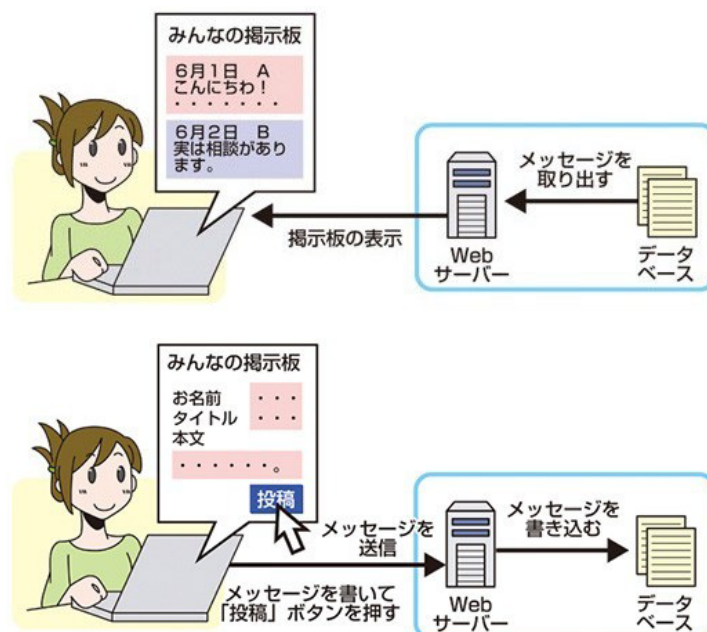 みんなの掲示板
6月1日 A
こんにちわ！
・・・・・・・
6月2日 B
実は相談があり
ます。
掲示板の表示
メッセージを
取り出す
Web
サーバー
データ
ベース
みんなの掲示板
お名前 ・・・
タイトル ・・・
本文
・・・・・・。
投稿
メッセージを
送信
メッセージを書いて
「投稿」ボタンを押す
メッセージを
書き込む
Web
サーバー
データ
ベース